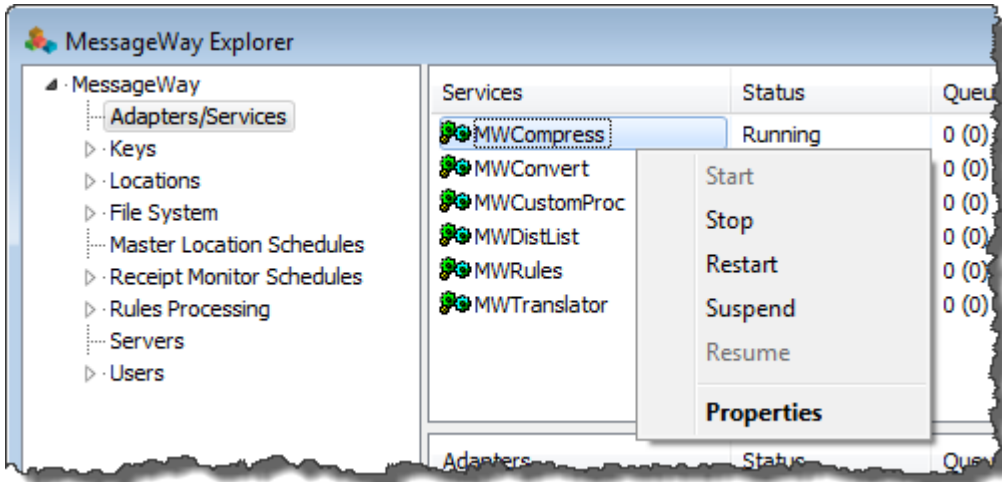 MessageWay Explorer
MessageWay
Adapters/Services
Keys
Locations
File System
Master Location Schedules
Receipt Monitor Schedules
Rules Processing
Servers
Users
Services Status
MWCompress Running 0 (0)
MWConvert 0 (0)
MWCustomProc 0 (0)
MWDistList 0 (0)
MWRules 0 (0)
MWTranslator 0 (0)
Start
Stop
Restart
Suspend
Resume
Properties
Adapters Status